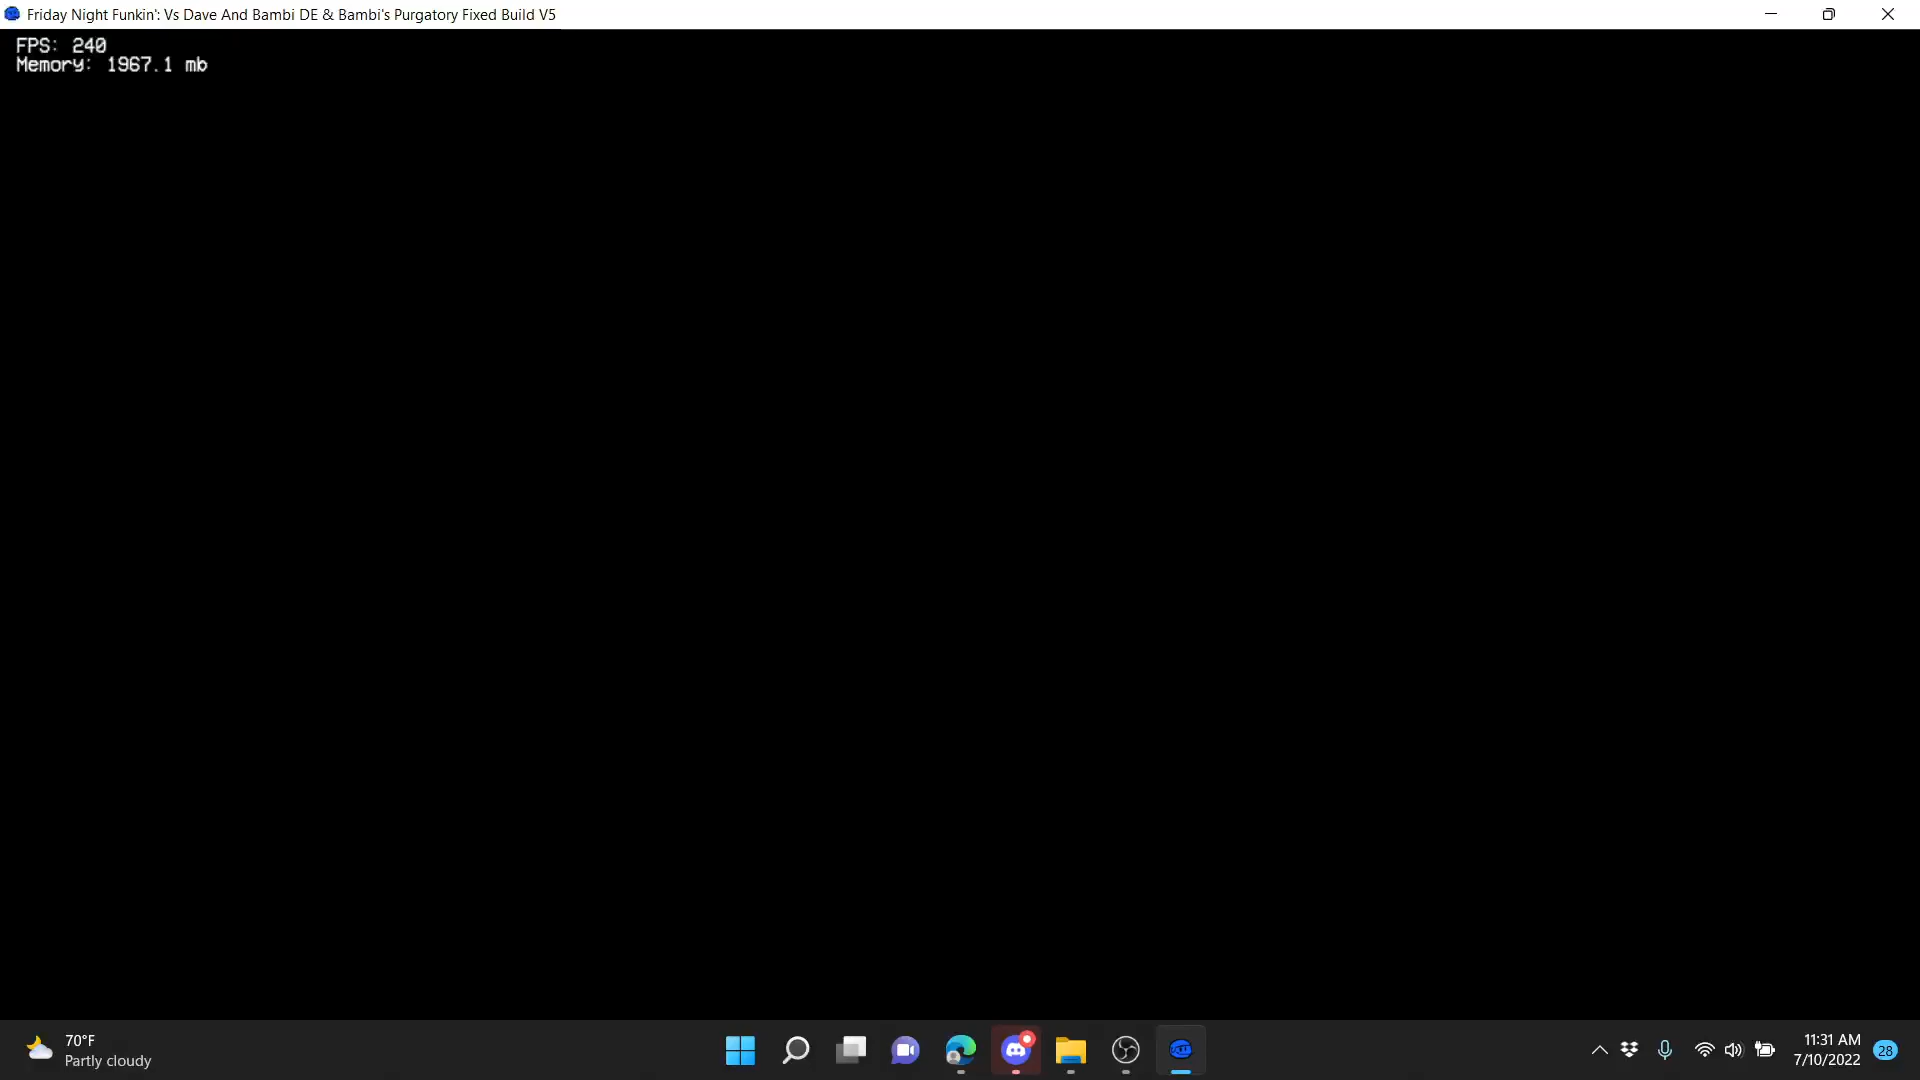 Friday Night Funkin': Vs Dave And Bambi DE & Bambi's Purgatory Fixed Build V5
FPS: 240
Memory: 1967.1 mb
70°F
Partly cloudy
11:31 AM
7/10/2022
28